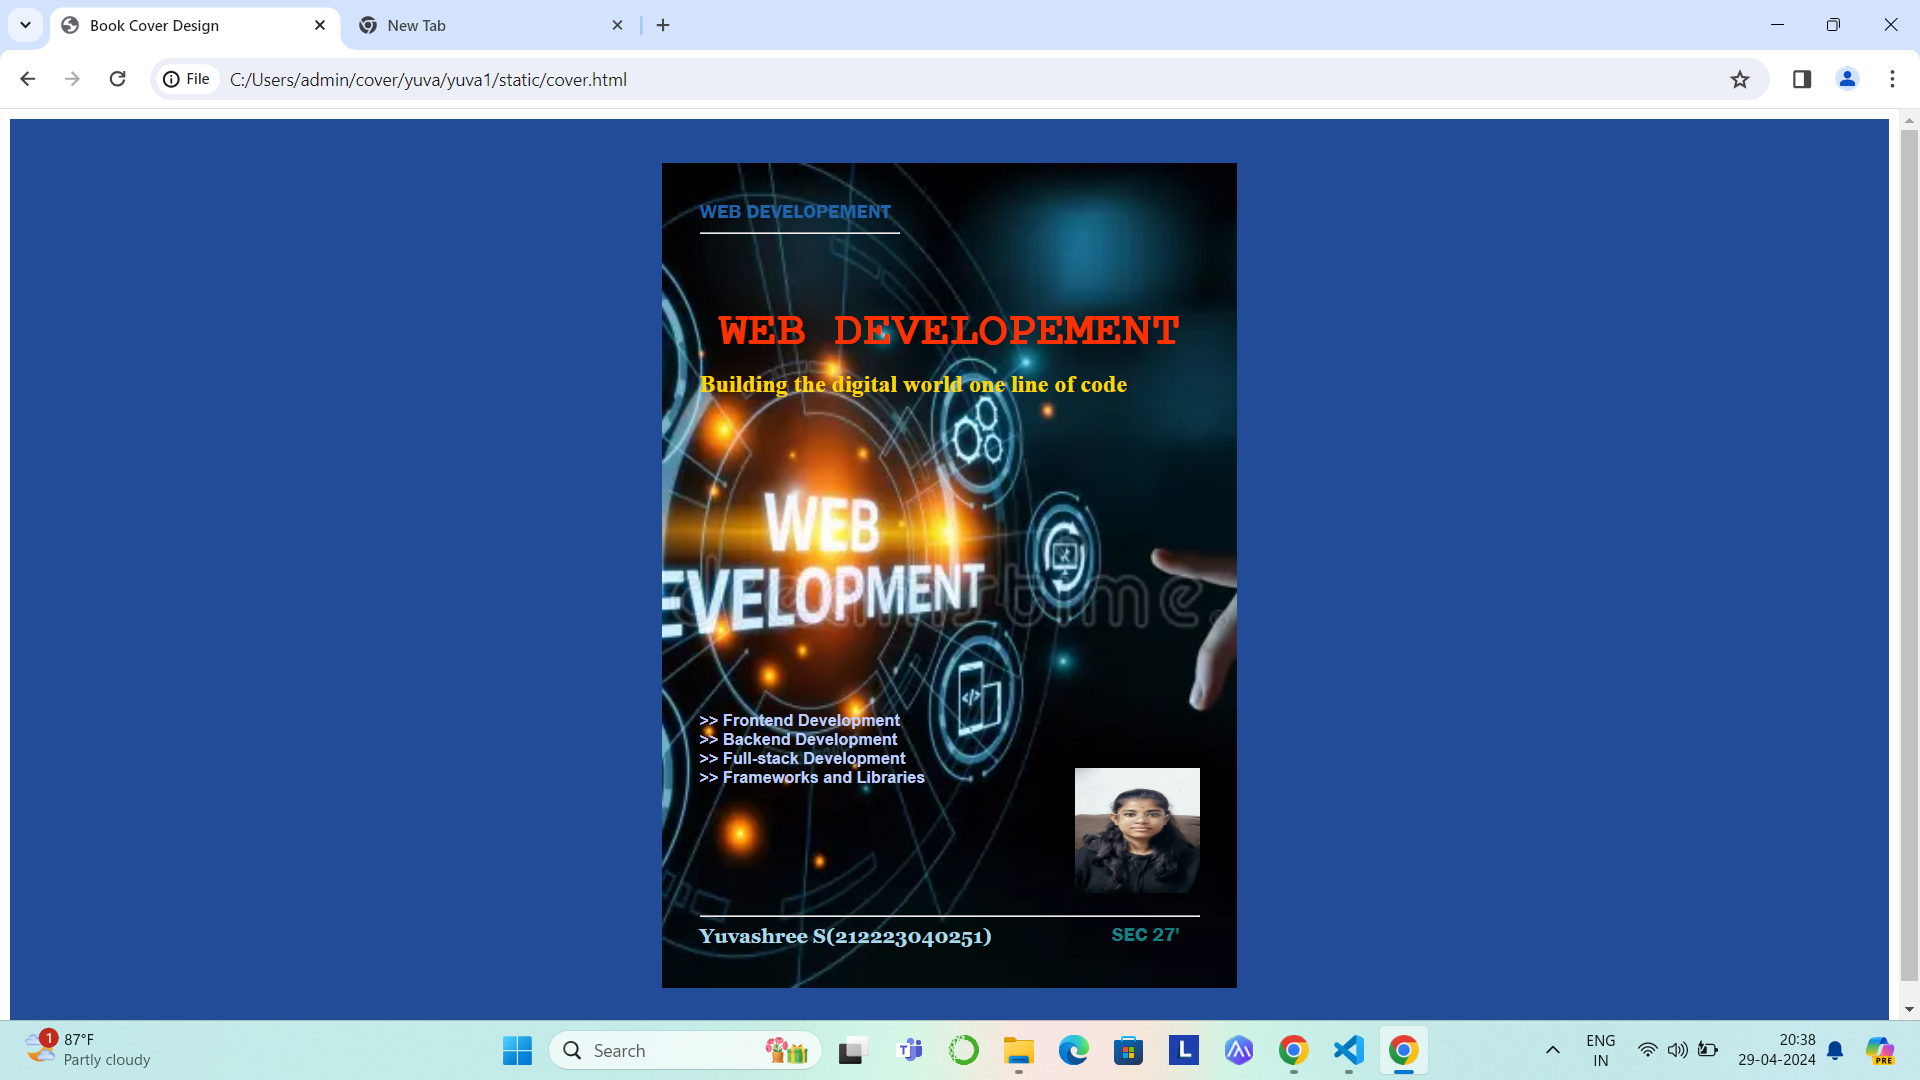 Book Cover Design
New Tab
File
C:/Users/admin/cover/yuva/yuva1/static/cover.html
WEB DEVELOPEMENT
WEB DEVELOPEMENT
Building the digital world one line of code
WEB
EVELOPMENT
</>
>> Frontend Development
>> Backend Development
>> Full-stack Development
>> Frameworks and Libraries
Yuvashree S(212223040251)
SEC 27'
1
87°F
Partly cloudy
Search
L
PRE
ENG
IN
20:38
29-04-2024